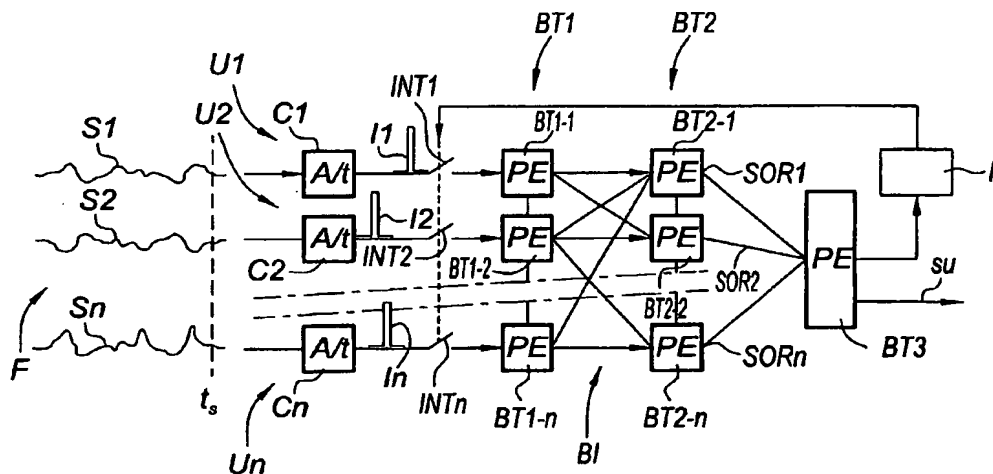 BT1
BT2
U1
U2
INT1
S1
C1
I1
BT1-1
BT2-1
A/t
PE
PE
SOR1
S2
I2
A/t
PE
PE
PE
C2
INT2
BT1-2
BT2-2
SOR2
su
Sn
A/t
PE
PE
SORn
BT3
F
Cn
In
INTn
BT1-n
BT2-n
ts
Un
BI